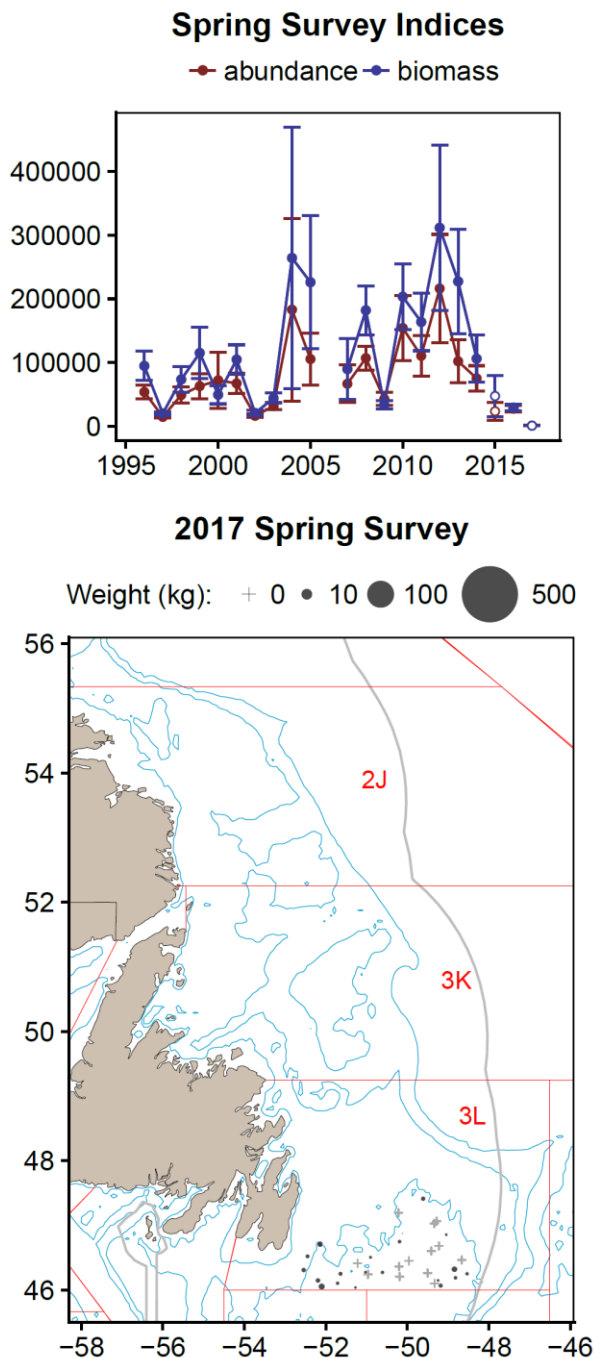 Spring Survey Indices
abundance biomass
400000
300000
200000
100000
0
1995 2000 2005 2010 2015
2017 Spring Survey
Weight (kg): 0 10 100 500
56
54
2J
52
3K
50
3L
48
46
−58 −56 −54 −52 −50 −48 −46